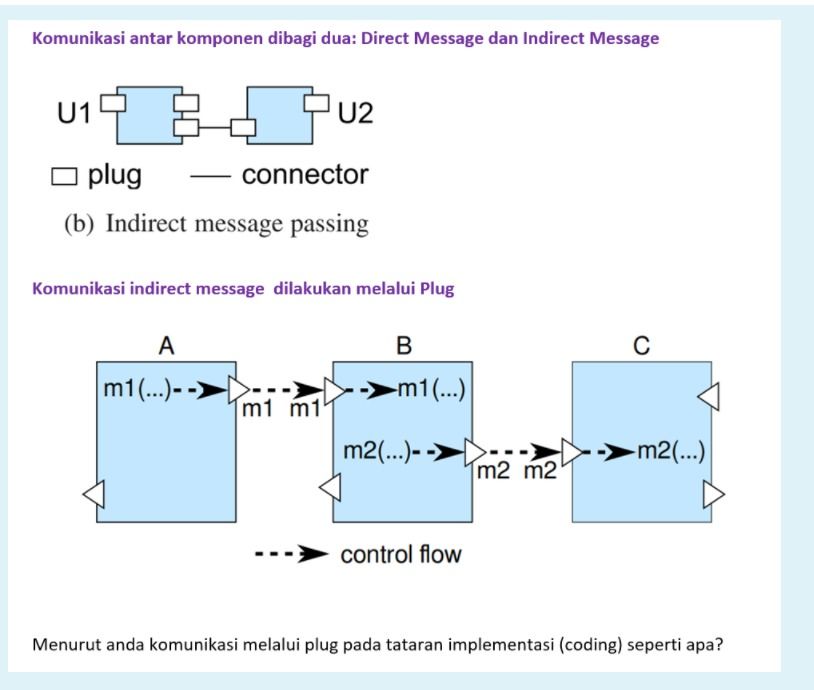 Komunikasi antar komponen dibagi dua: Direct Message dan Indirect Message
U1
U2
plug
connector
(b) Indirect message passing
Komunikasi indirect message dilakukan melalui Plug
A
B
C
m1(...)
m1 m1
m1(...)
m2(...)
m2 m2
m2(...)
control flow
Menurut anda komunikasi melalui plug pada tataran implementasi (coding) seperti apa?